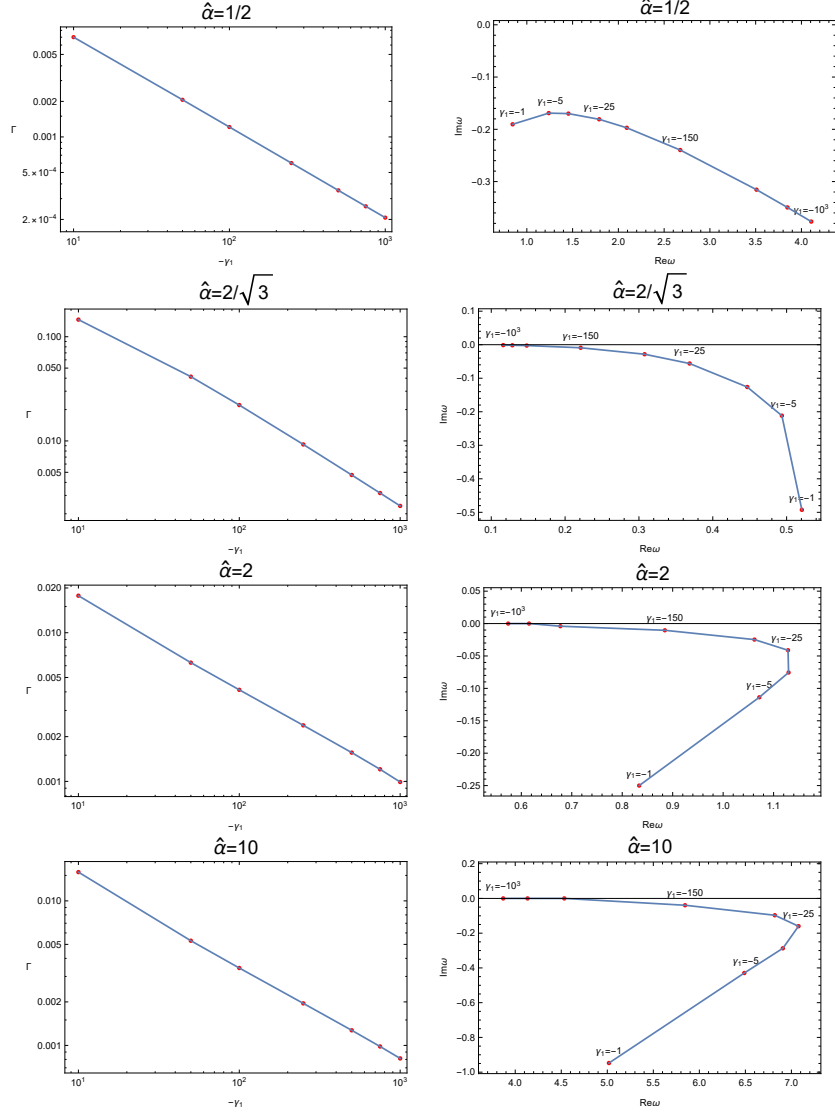 α̂=1/2
0.005
0.002
0.001
5.×10⁻⁴
2.×10⁻⁴
Γ
10¹
10²
10³
-γ₁
α̂=1/2
0.0
-0.1
-0.2
-0.3
Imω
γ₁=-1
γ₁=-5
γ₁=-25
γ₁=-150
γ₁=-10³
1.0
1.5
2.0
2.5
3.0
3.5
4.0
Reω
α̂=2/√3
0.100
0.050
0.010
0.005
Γ
10¹
10²
10³
-γ₁
α̂=2/√3
0.1
0.0
-0.1
-0.2
-0.3
-0.4
-0.5
Imω
γ₁=-10³
γ₁=-150
γ₁=-25
γ₁=-5
γ₁=-1
0.1
0.2
0.3
0.4
0.5
Reω
α̂=2
0.020
0.010
0.005
0.002
0.001
Γ
10¹
10²
10³
-γ₁
α̂=2
0.05
0.00
-0.05
-0.10
-0.15
-0.20
-0.25
Imω
γ₁=-10³
γ₁=-150
γ₁=-25
γ₁=-5
γ₁=-1
0.6
0.7
0.8
0.9
1.0
1.1
Reω
α̂=10
0.010
0.005
0.002
0.001
Γ
10¹
10²
10³
-γ₁
α̂=10
0.2
0.0
-0.2
-0.4
-0.6
-0.8
-1.0
Imω
γ₁=-10³
γ₁=-150
γ₁=-25
γ₁=-5
γ₁=-1
4.0
4.5
5.0
5.5
6.0
6.5
7.0
Reω